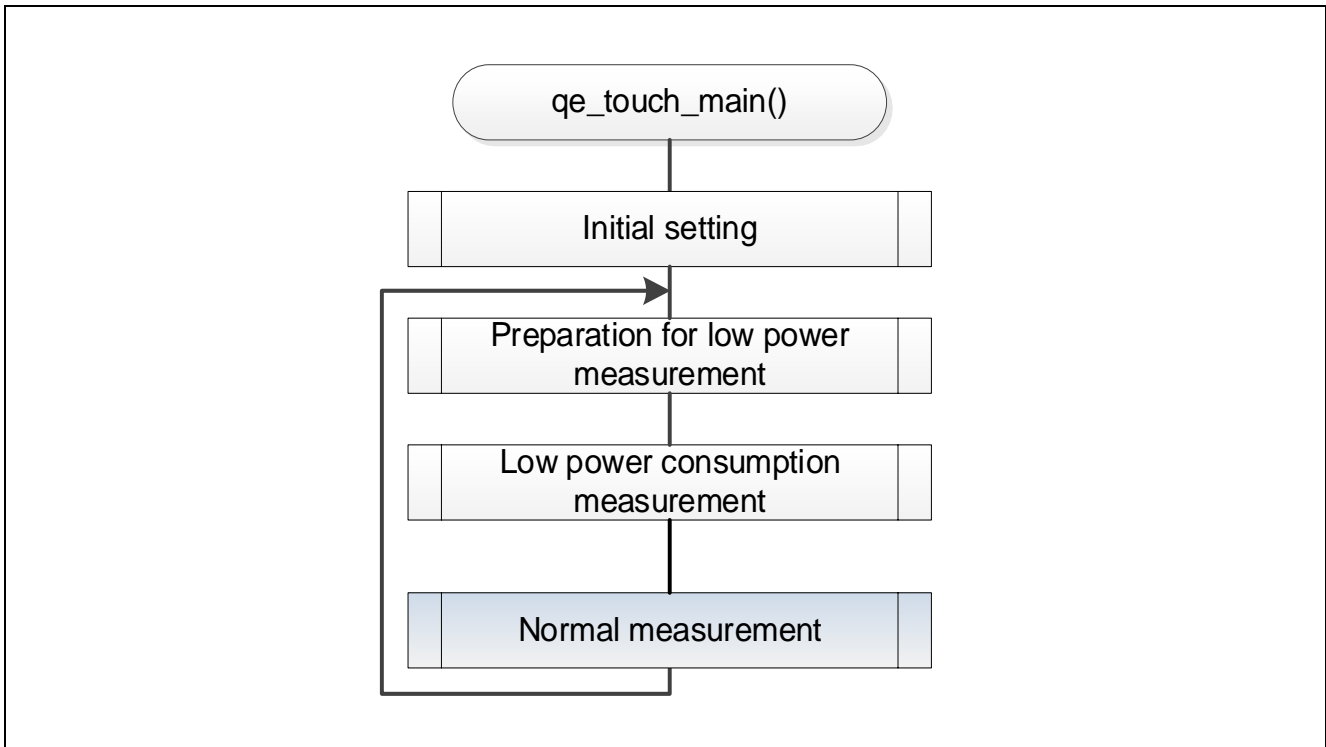 qe_touch_main()
Initial setting
Preparation for low power
measurement
Low power consumption
measurement
Normal measurement